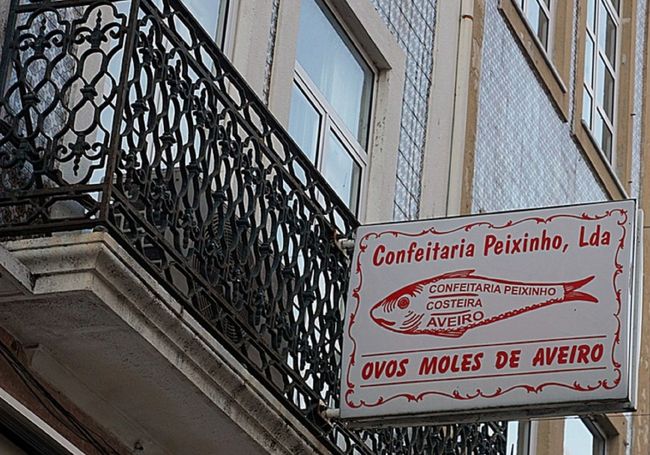 Confeitaria Peixinho, Lda
CONFEITARIA PEIXINHO
COSTEIRA
AVEIRO
OVOS MOLES DE AVEIRO